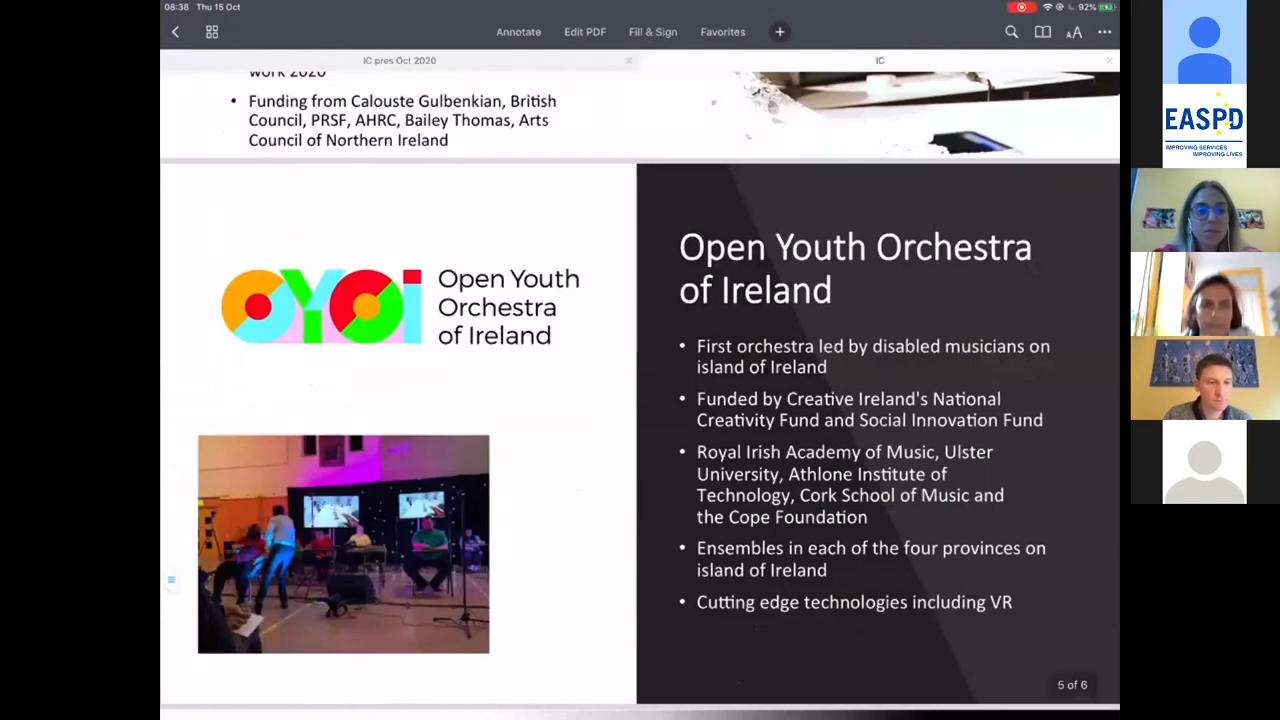 08:38 Thu 15 Oct
92%
Annotate Edit PDF Fill & Sign Favorites
AA
IC pres Oct 2020
IC
work 2020
• Funding from Calouste Gulbenkian, British
Council, PRSF, AHRC, Bailey Thomas, Arts
Council of Northern Ireland
OYOi
Open Youth
Orchestra
of Ireland
Open Youth Orchestra
of Ireland
• First orchestra led by disabled musicians on
island of Ireland
• Funded by Creative Ireland's National
Creativity Fund and Social Innovation Fund
• Royal Irish Academy of Music, Ulster
University, Athlone Institute of
Technology, Cork School of Music and
the Cope Foundation
• Ensembles in each of the four provinces on
island of Ireland
• Cutting edge technologies including VR
5 of 6
EASPD
IMPROVING SERVICES
IMPROVING LIVES